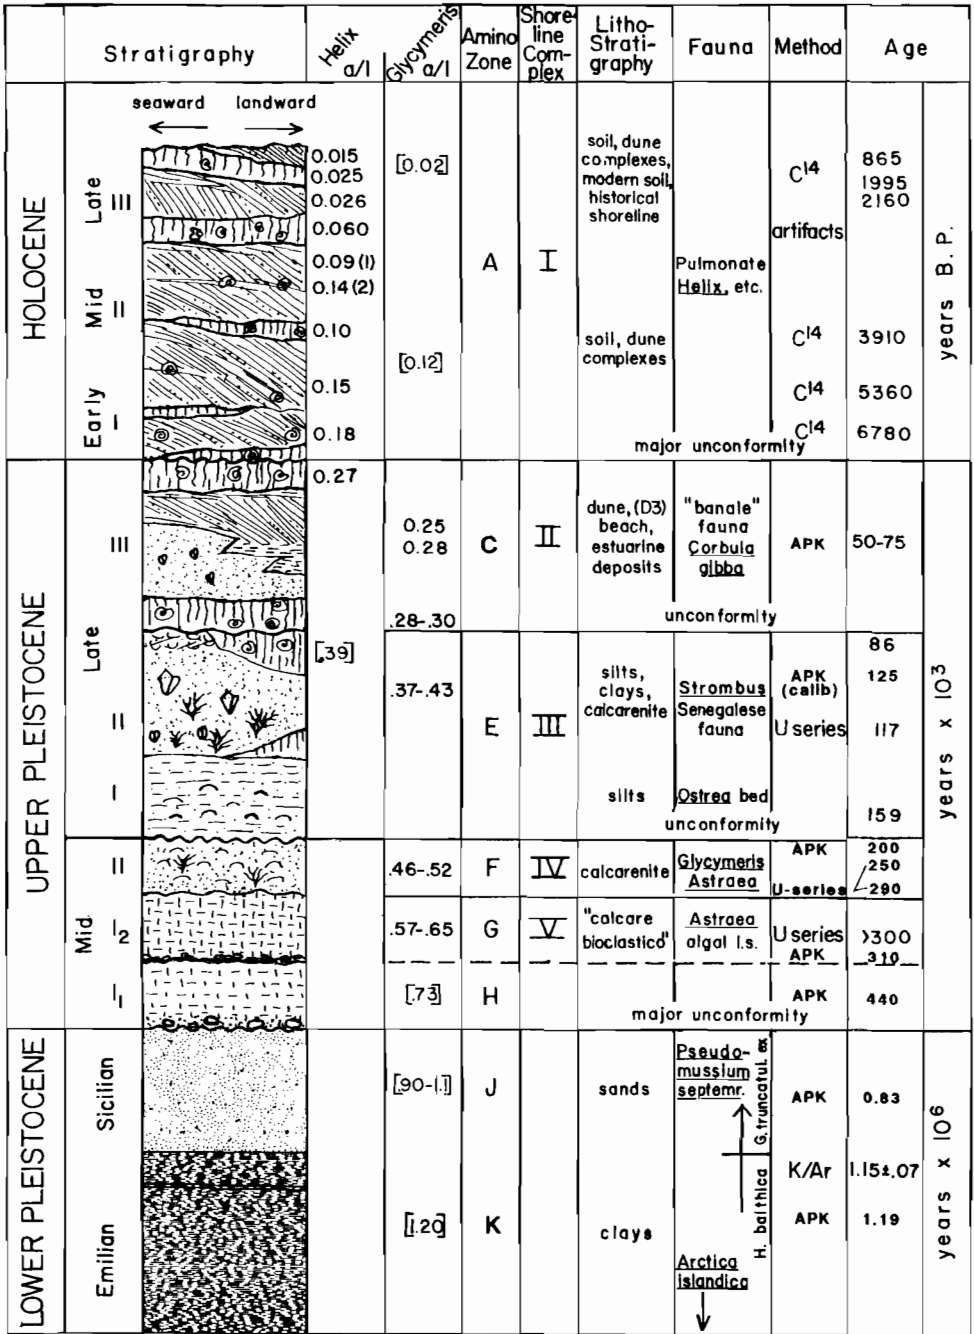 Stratigraphy
Helix a/l
Glycymeris a/l
Amino Zone
Shore-
line
Com-
plex
Litho-
Strati-
graphy
Fauna
Method
Age
HOLOCENE
seaward landward
Late III
Mid II
Early I
0.015
0.025
0.026
0.060
0.09(1)
0.14(2)
0.10
0.15
0.18
[0.02]
[0.12]
A
I
soil, dune
complexes,
modern soil,
historical
shoreline
soil, dune
complexes
Pulmonate
Helix, etc.
major unconformity
C14
artifacts
C14
C14
C14
865
1995
2160
3910
5360
6780
years B.P.
UPPER PLEISTOCENE
Late
III
II
I
0.27
[.39]
0.25
0.28
.28-.30
C
II
dune, (D3)
beach,
estuarine
deposits
"banale"
fauna
Corbula
gibba
APK
50-75
unconformity
.37-.43
E
III
silts,
clays,
calcarenite
silts
Strombus
Senegalese
fauna
Ostrea bed
unconformity
APK
(calib)
U series
86
125
117
159
Mid
II
I2
I1
.46-.52
F
IV
calcarenite
Glycymeris
Astraea
APK
U-series
200
250
290
.57-.65
G
V
"calcare
bioclastico"
Astraea
algal l.s.
U series
APK
>300
310
[.73]
H
major unconformity
APK
440
years x 103
LOWER PLEISTOCENE
Sicilian
Emilian
[.90-1.1]
J
sands
Pseudo-
mussium
septemr.
G. truncatul. ex
APK
0.83
[1.20]
K
clays
H. balthica
Arctica
islandica
K/Ar
APK
1.15±.07
1.19
years x 106